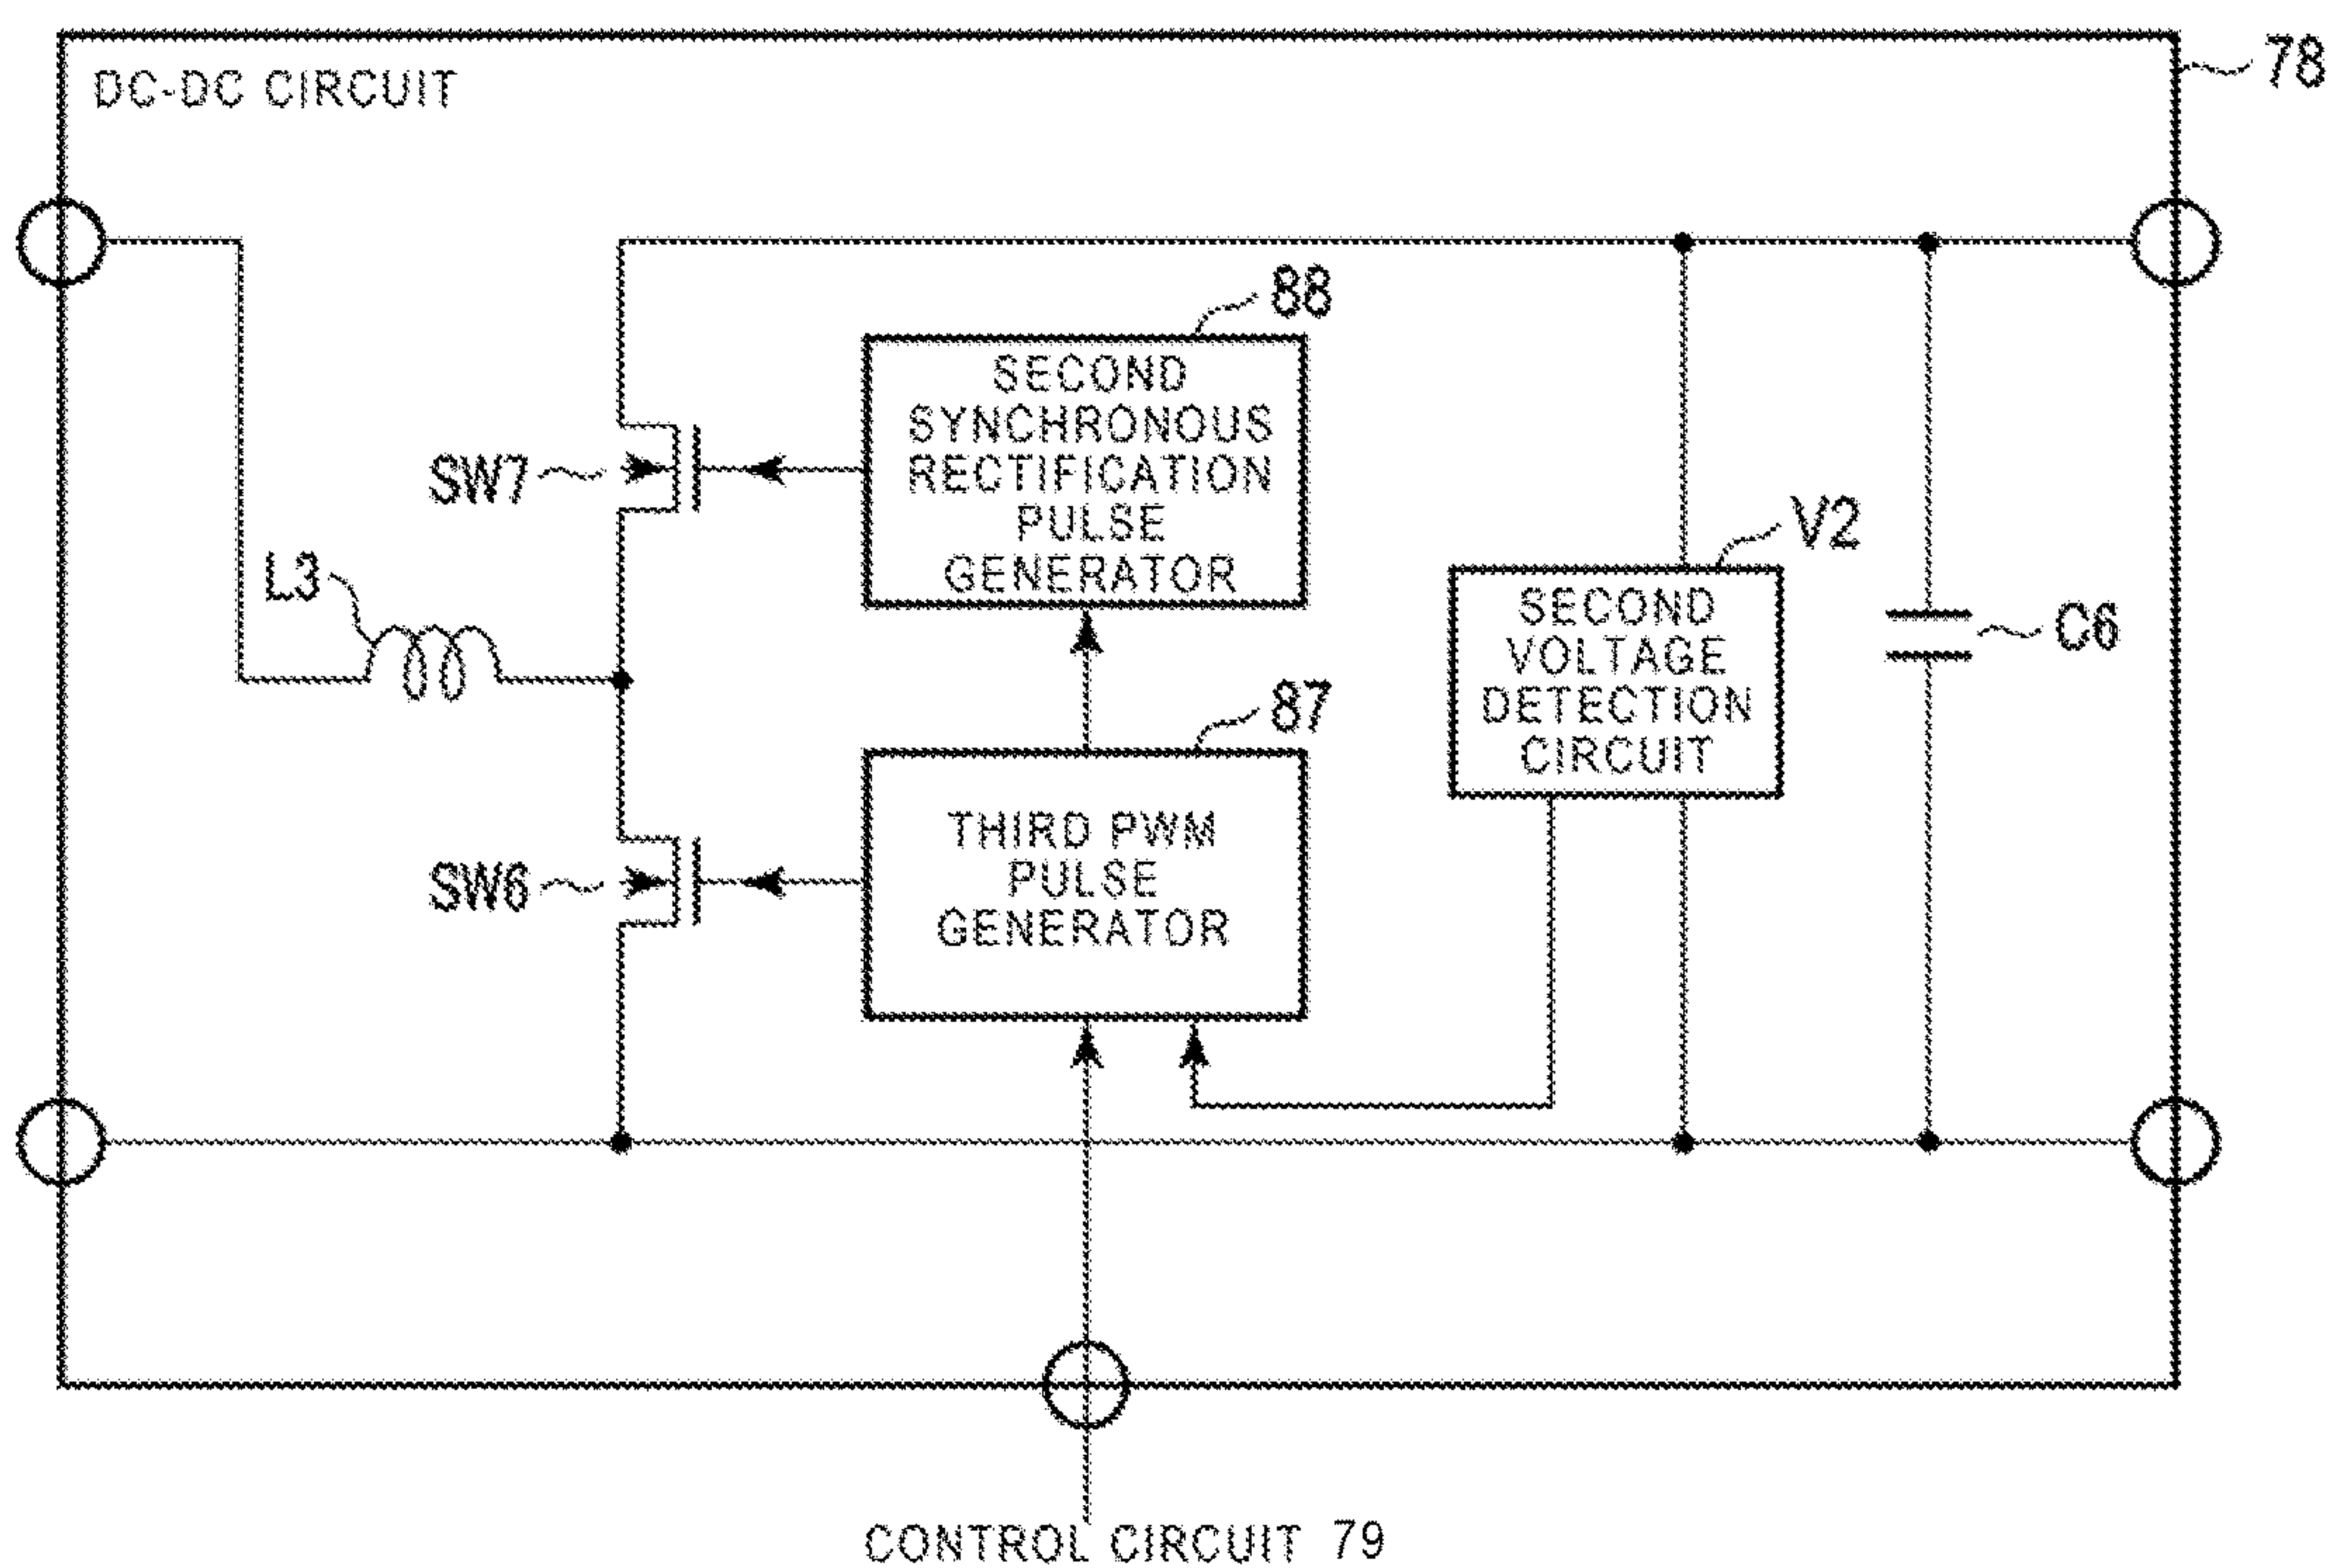 DC-DC CIRCUIT
78
88
SECOND
SYNCHRONOUS
RECTIFICATION
PULSE
GENERATOR
SW7
V2
L3
SECOND
VOLTAGE
DETECTION
CIRCUIT
C6
87
THIRD PWM
PULSE
GENERATOR
SW6
CONTROL CIRCUIT 79